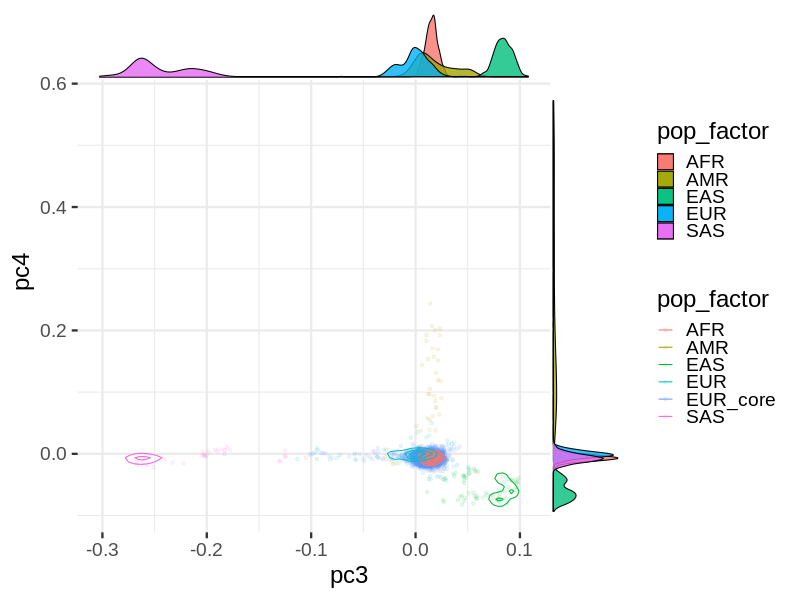 0.6
0.4
0.2
0.0
pc4
-0.3 -0.2 -0.1 0.0 0.1
pc3
pop_factor
AFR
AMR
EAS
EUR
SAS
pop_factor
AFR
AMR
EAS
EUR
EUR_core
SAS